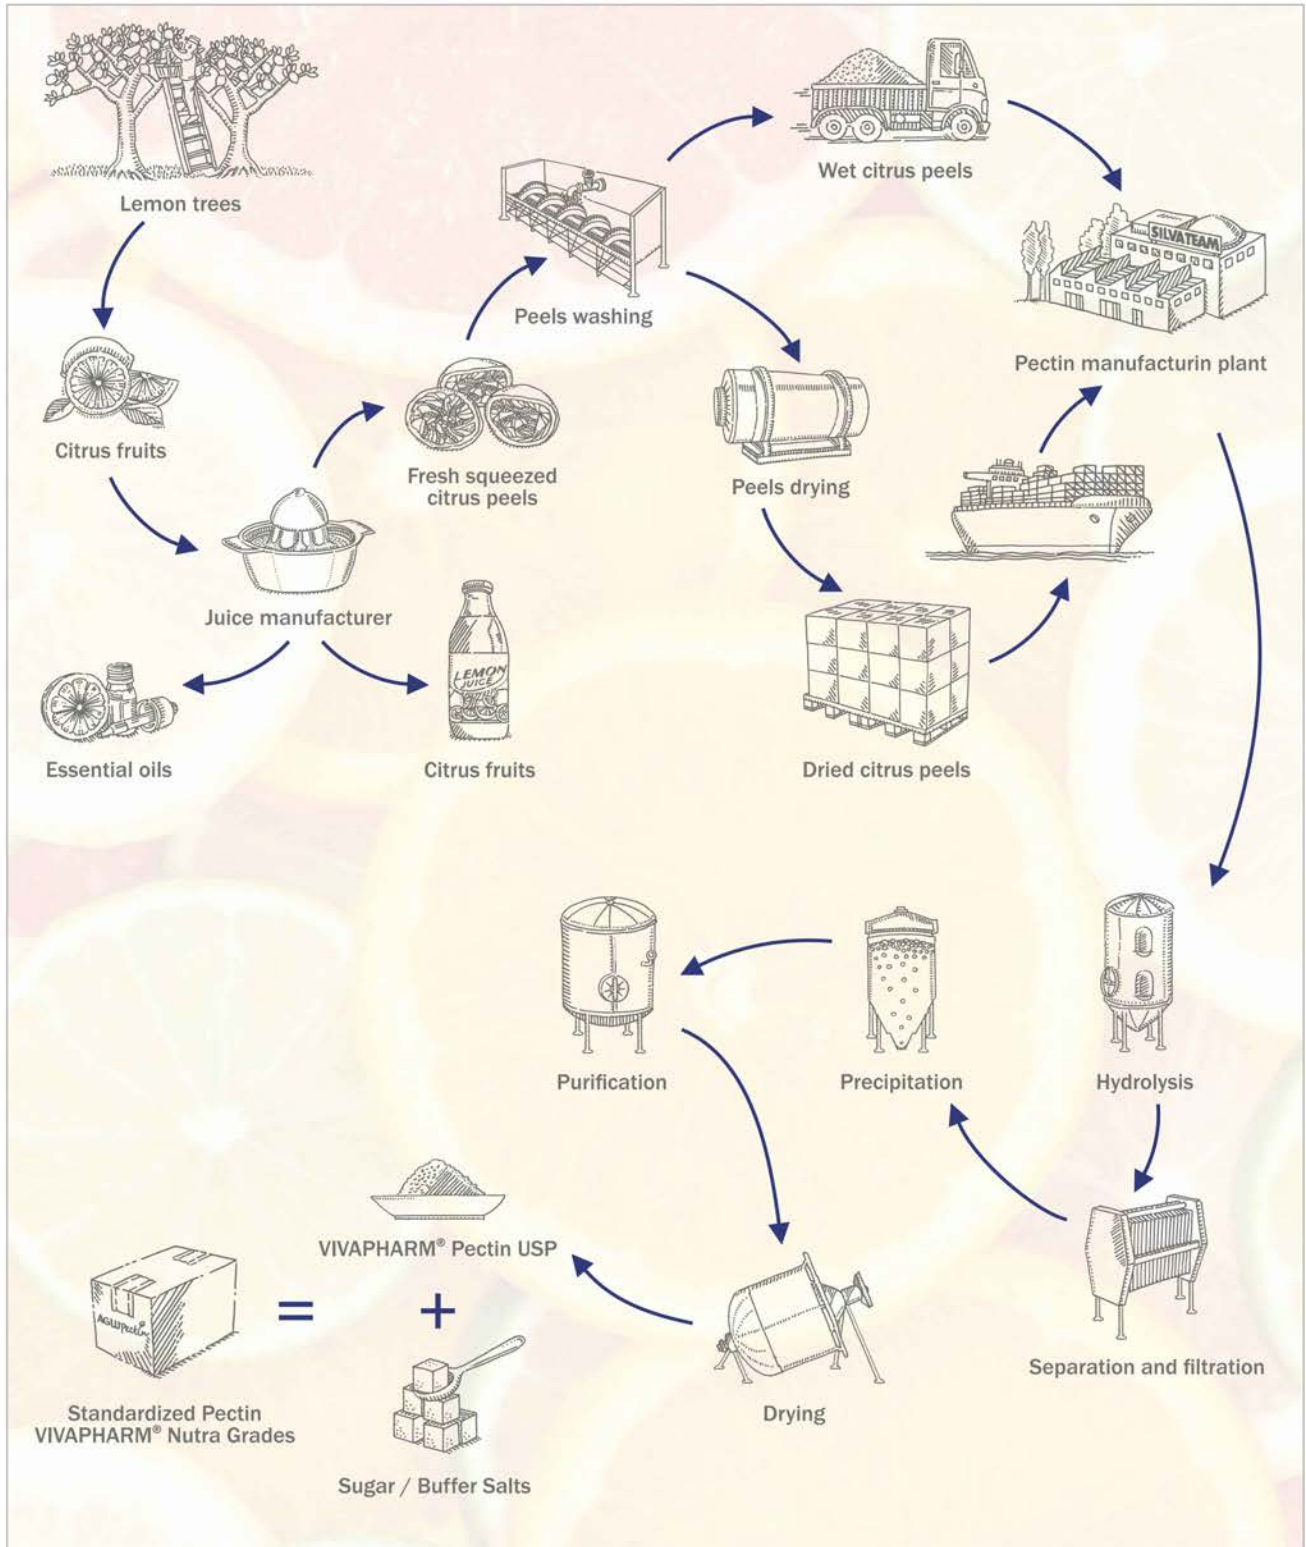 Lemon trees
Wet citrus peels
SILVATEAM
Peels washing
Pectin manufacturin plant
Citrus fruits
Fresh squeezed
citrus peels
Peels drying
Juice manufacturer
LEMON
JUICE
Essential oils
Citrus fruits
Dried citrus peels
Purification
Precipitation
Hydrolysis
VIVAPHARM® Pectin USP
=
+
AGLUPectin
Separation and filtration
Standardized Pectin
VIVAPHARM® Nutra Grades
Drying
Sugar / Buffer Salts